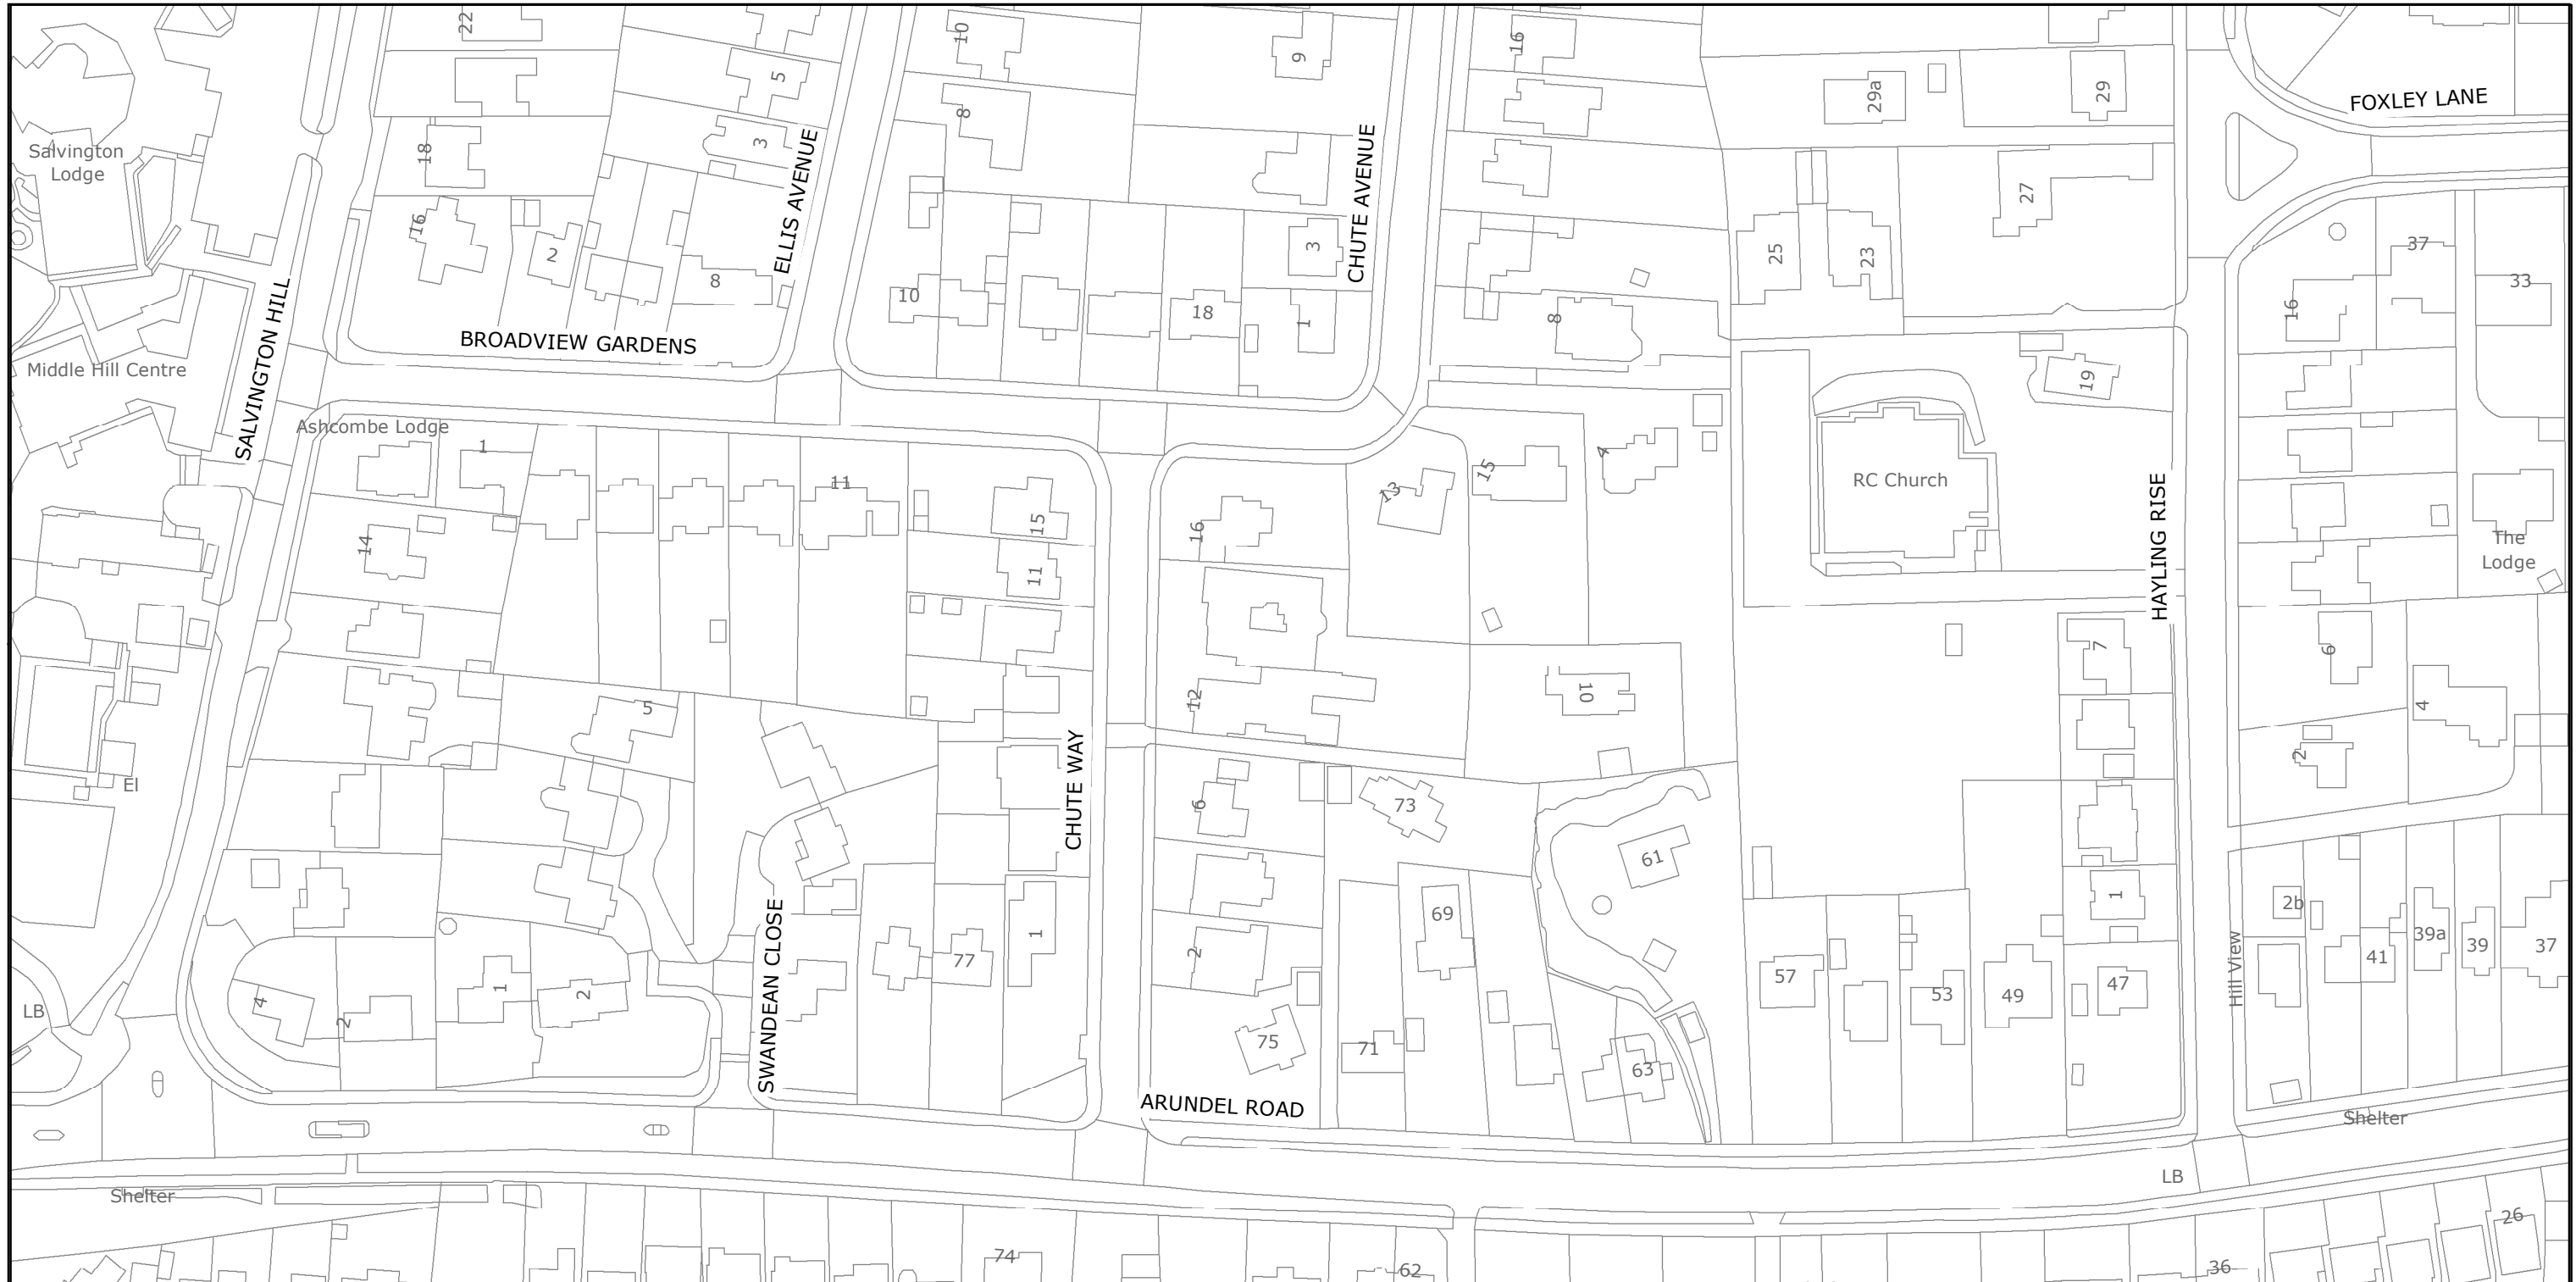 22
5
10
9
16
29a
29
FOXLEY LANE
Salvington
Lodge
18
3
8
CHUTE AVENUE
ELLIS AVENUE
27
16
2
8
3
25
23
37
33
10
18
1
8
16
BROADVIEW GARDENS
SALVINGTON HILL
Middle Hill Centre
19
Ashcombe Lodge
1
11
15
13
15
4
RC Church
HAYLING RISE
The
Lodge
14
11
16
7
6
5
12
10
4
2
El
CHUTE WAY
6
73
61
69
1
2b
39a
39
37
41
Hill View
SWANDEAN CLOSE
77
1
2
57
53
49
47
4
2
1
2
LB
75
71
63
ARUNDEL ROAD
Shelter
LB
Shelter
74
62
36
26